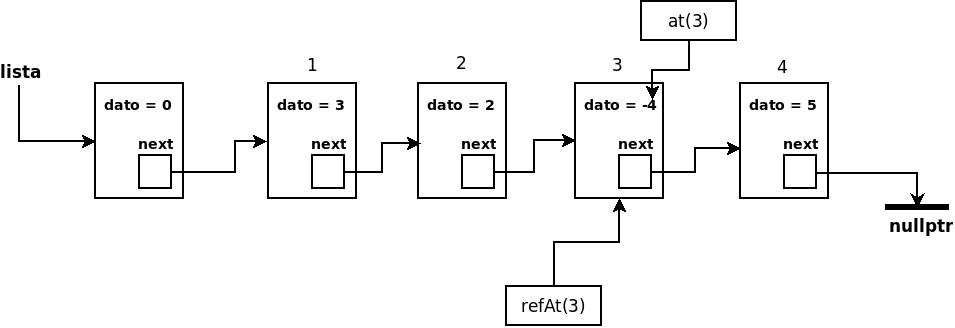 at(3)
lista
1
2
3
4
dato = 0
dato = 3
dato = 2
dato = -4
dato = 5
next
next
next
next
next
nullptr
refAt(3)